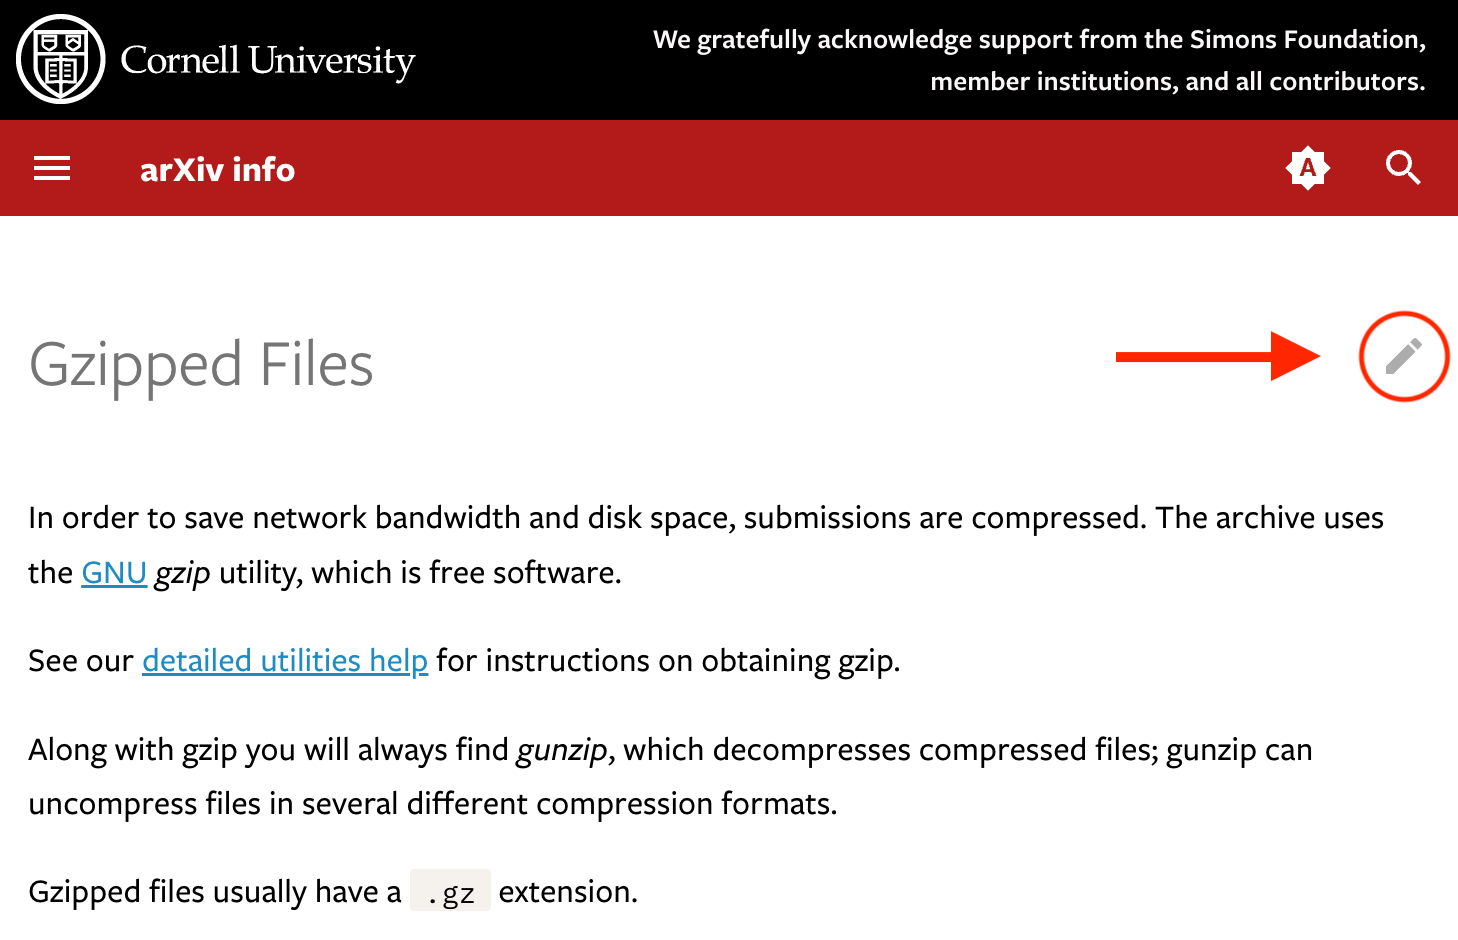 Cornell University
We gratefully acknowledge support from the Simons Foundation,
member institutions, and all contributors.
arXiv info
A
Gzipped Files
In order to save network bandwidth and disk space, submissions are compressed. The archive uses
the GNU gzip utility, which is free software.
See our detailed utilities help for instructions on obtaining gzip.
Along with gzip you will always find gunzip, which decompresses compressed files; gunzip can
uncompress files in several different compression formats.
Gzipped files usually have a .gz extension.